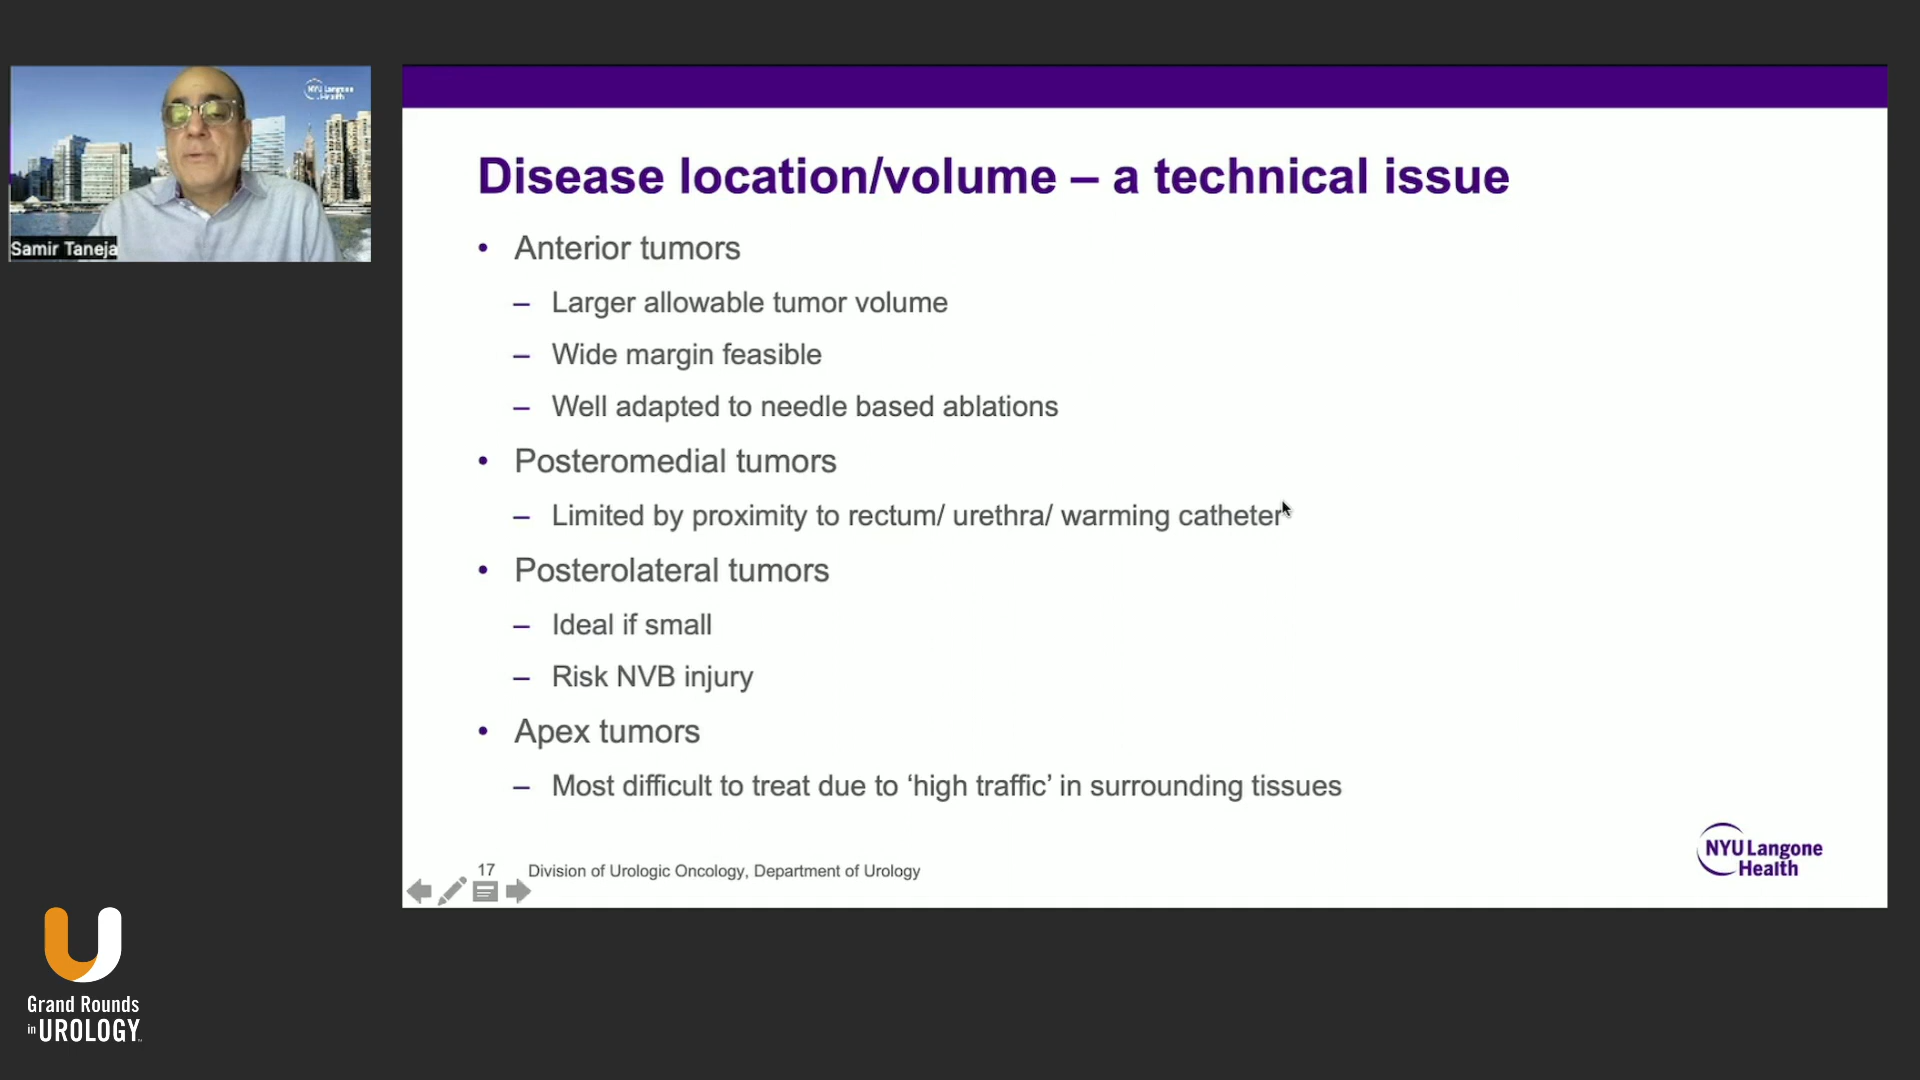 NYU Langone
Health
Samir Taneja
Disease location/volume – a technical issue
• Anterior tumors
– Larger allowable tumor volume
– Wide margin feasible
– Well adapted to needle based ablations
• Posteromedial tumors
– Limited by proximity to rectum/ urethra/ warming catheter
• Posterolateral tumors
– Ideal if small
– Risk NVB injury
• Apex tumors
– Most difficult to treat due to ‘high traffic’ in surrounding tissues
17 Division of Urologic Oncology, Department of Urology
NYU Langone
Health
Grand Rounds
in UROLOGY